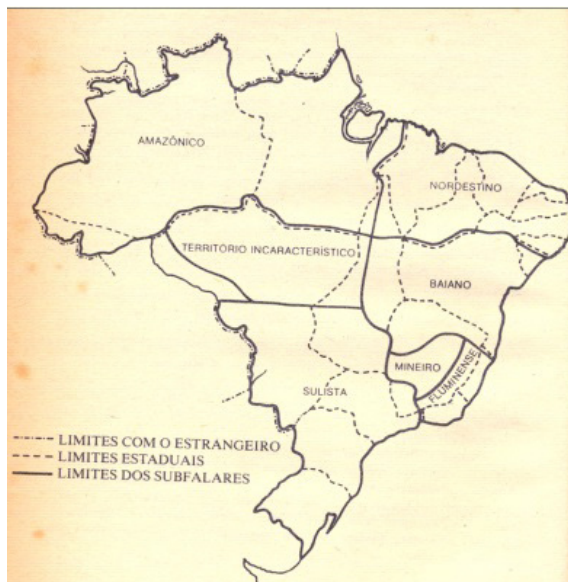 AMAZÔNICO
NORDESTINO
TERRITÓRIO INCARACTERÍSTICO
BAIANO
MINEIRO
FLUMINENSE
SULISTA
LIMITES COM O ESTRANGEIRO
LIMITES ESTADUAIS
LIMITES DOS SUBFALARES